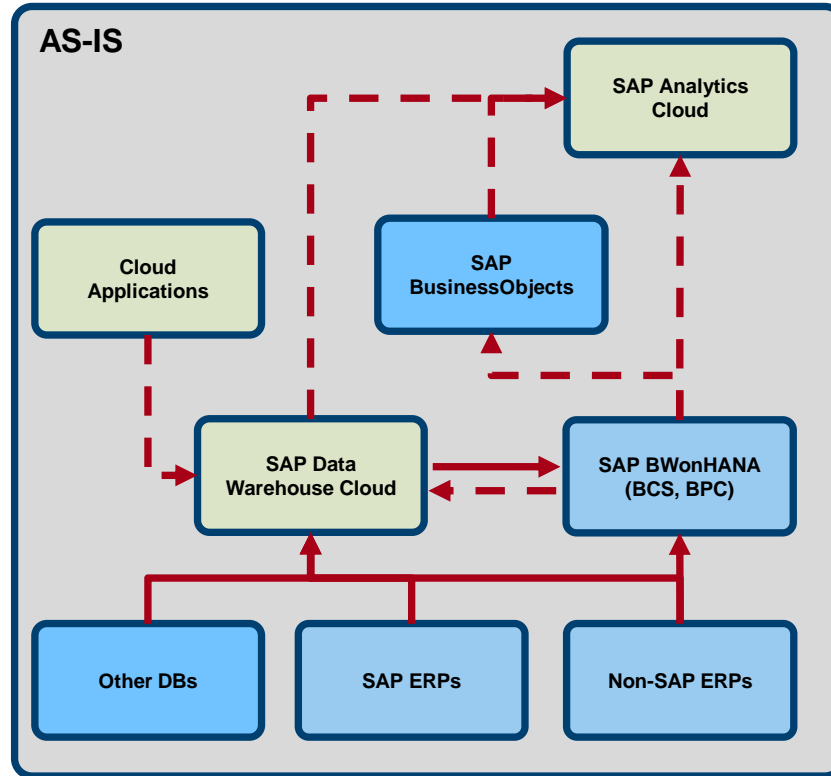 AS-IS
SAP Analytics
Cloud
Cloud
Applications
SAP
BusinessObjects
SAP Data
Warehouse Cloud
SAP BWonHANA
(BCS, BPC)
Other DBs
SAP ERPs
Non-SAP ERPs